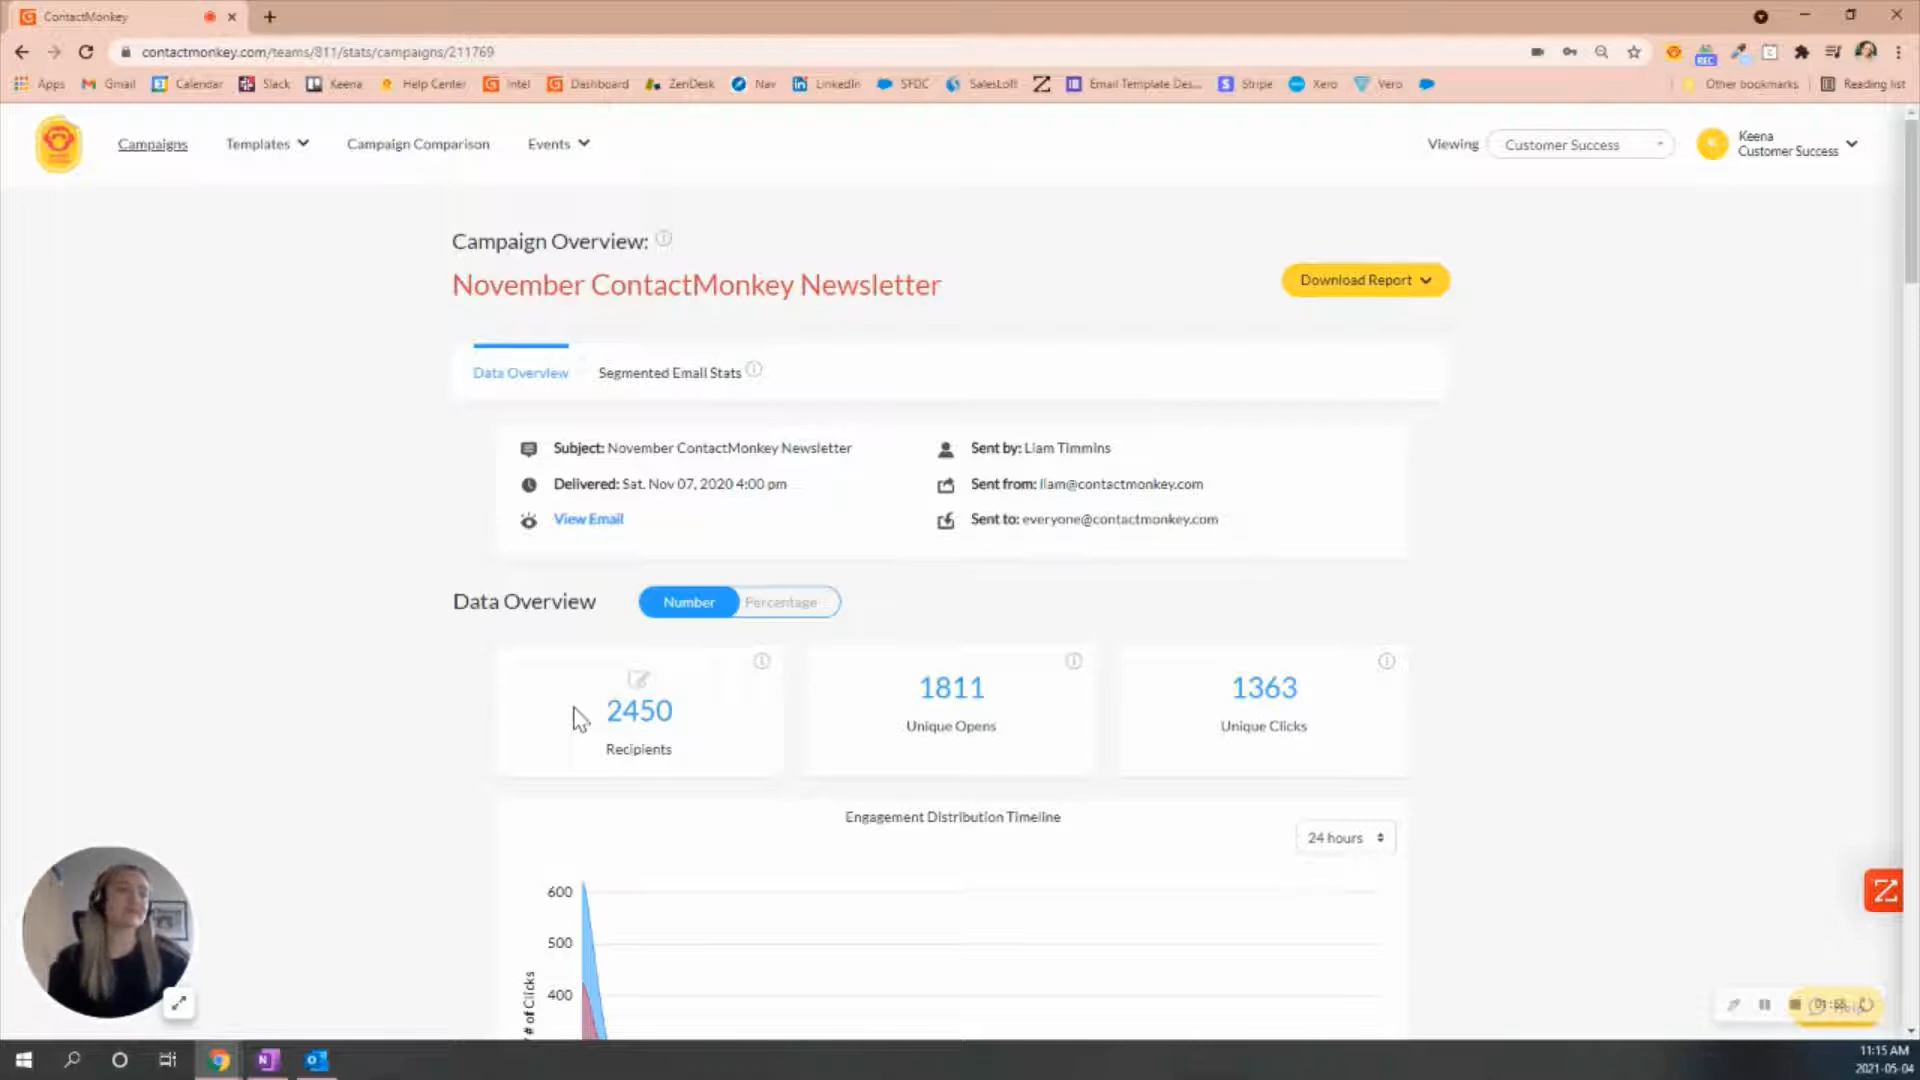 ContactMonkey
contactmonkey.com/teams/811/stats/campaigns/211769
REC
Apps Gmail Calendar Slack Keena Help Center Intel Dashboard ZenDesk Nav LinkedIn SFDC SalesLoft Email Template Des... Stripe Xero Vero Other bookmarks Reading list
Campaigns Templates Campaign Comparison Events Viewing Customer Success Keena
Customer Success
Campaign Overview:
November ContactMonkey Newsletter
Download Report
Data Overview Segmented Email Stats
Subject: November ContactMonkey Newsletter Sent by: Liam Timmins
Delivered: Sat. Nov 07, 2020 4:00 pm Sent from: liam@contactmonkey.com
View Email Sent to: everyone@contactmonkey.com
Data Overview Number Percentage
2450 1811 1363
Recipients Unique Opens Unique Clicks
Engagement Distribution Timeline
24 hours
600
500
400
# of Clicks
11:15 AM
2021-05-04